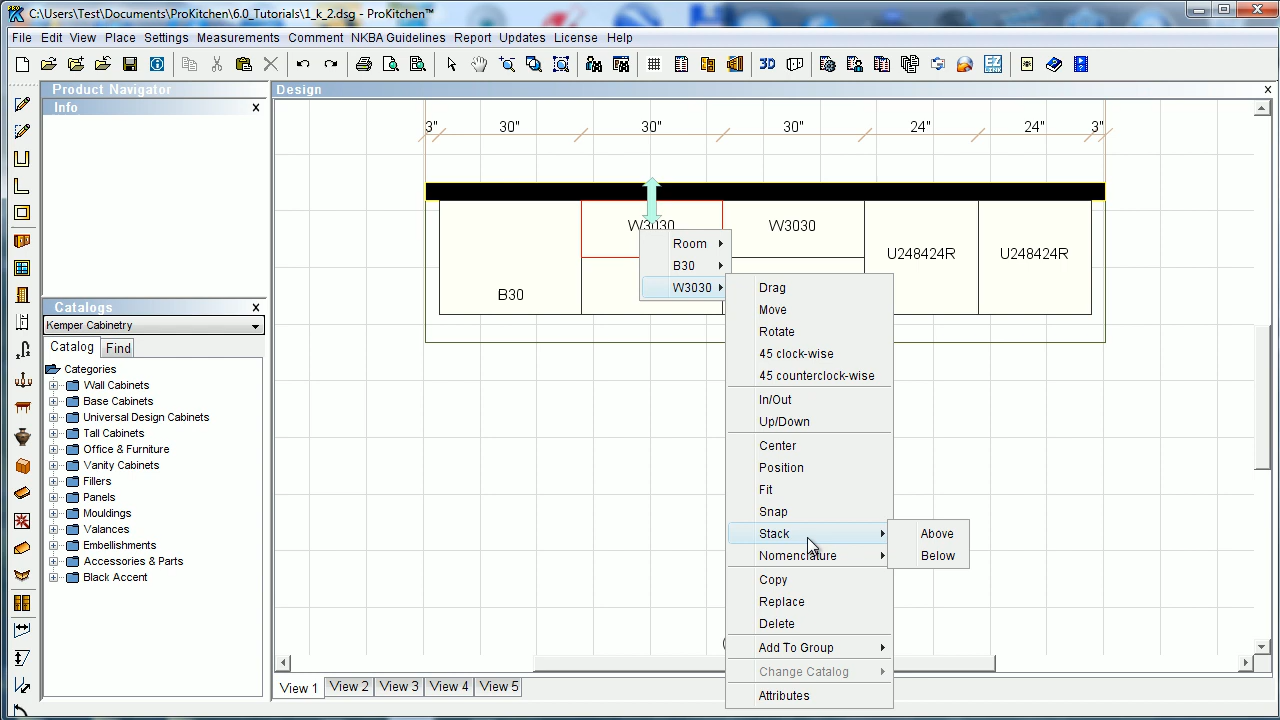 C:\Users\Test\Documents\ProKitchen\6.0_Tutorials\1_k_2.dsg - ProKitchen™
File Edit View Place Settings Measurements Comment NKBA Guidelines Report Updates License Help
3D
EZ
Product Navigator
Info
Catalogs
Kemper Cabinetry
Catalog Find
Categories
Wall Cabinets
Base Cabinets
Universal Design Cabinets
Tall Cabinets
Office & Furniture
Vanity Cabinets
Fillers
Panels
Mouldings
Valances
Embellishments
Accessories & Parts
Black Accent
Design
3" 30" 30" 30" 24" 24" 3"
W3030 W3030
U248424R U248424R
B30
Room
B30
W3030
Drag
Move
Rotate
45 clock-wise
45 counterclock-wise
In/Out
Up/Down
Center
Position
Fit
Snap
Stack
Nomenclature
Copy
Replace
Delete
Add To Group
Change Catalog
Attributes
Above
Below
View 1 View 2 View 3 View 4 View 5